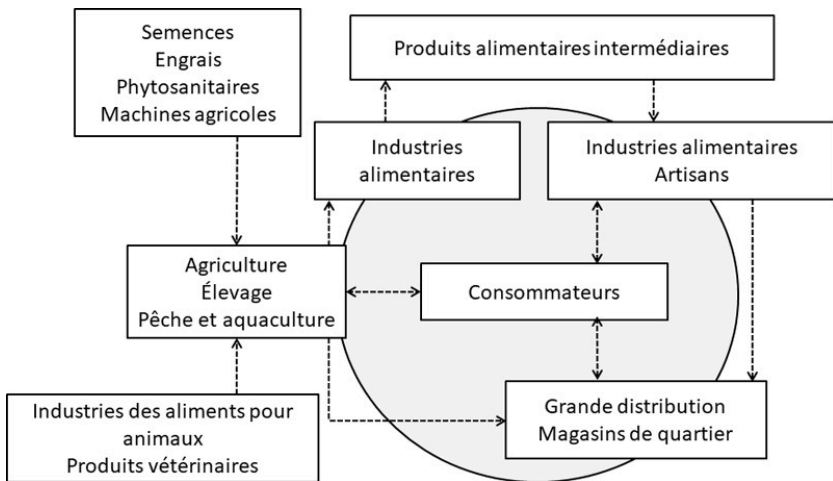 Semences
Engrais
Phytosanitaires
Machines agricoles
Produits alimentaires intermédiaires
Industries
alimentaires
Industries alimentaires
Artisans
Agriculture
Élevage
Pêche et aquaculture
Consommateurs
Industries des aliments pour
animaux
Produits vétérinaires
Grande distribution
Magasins de quartier